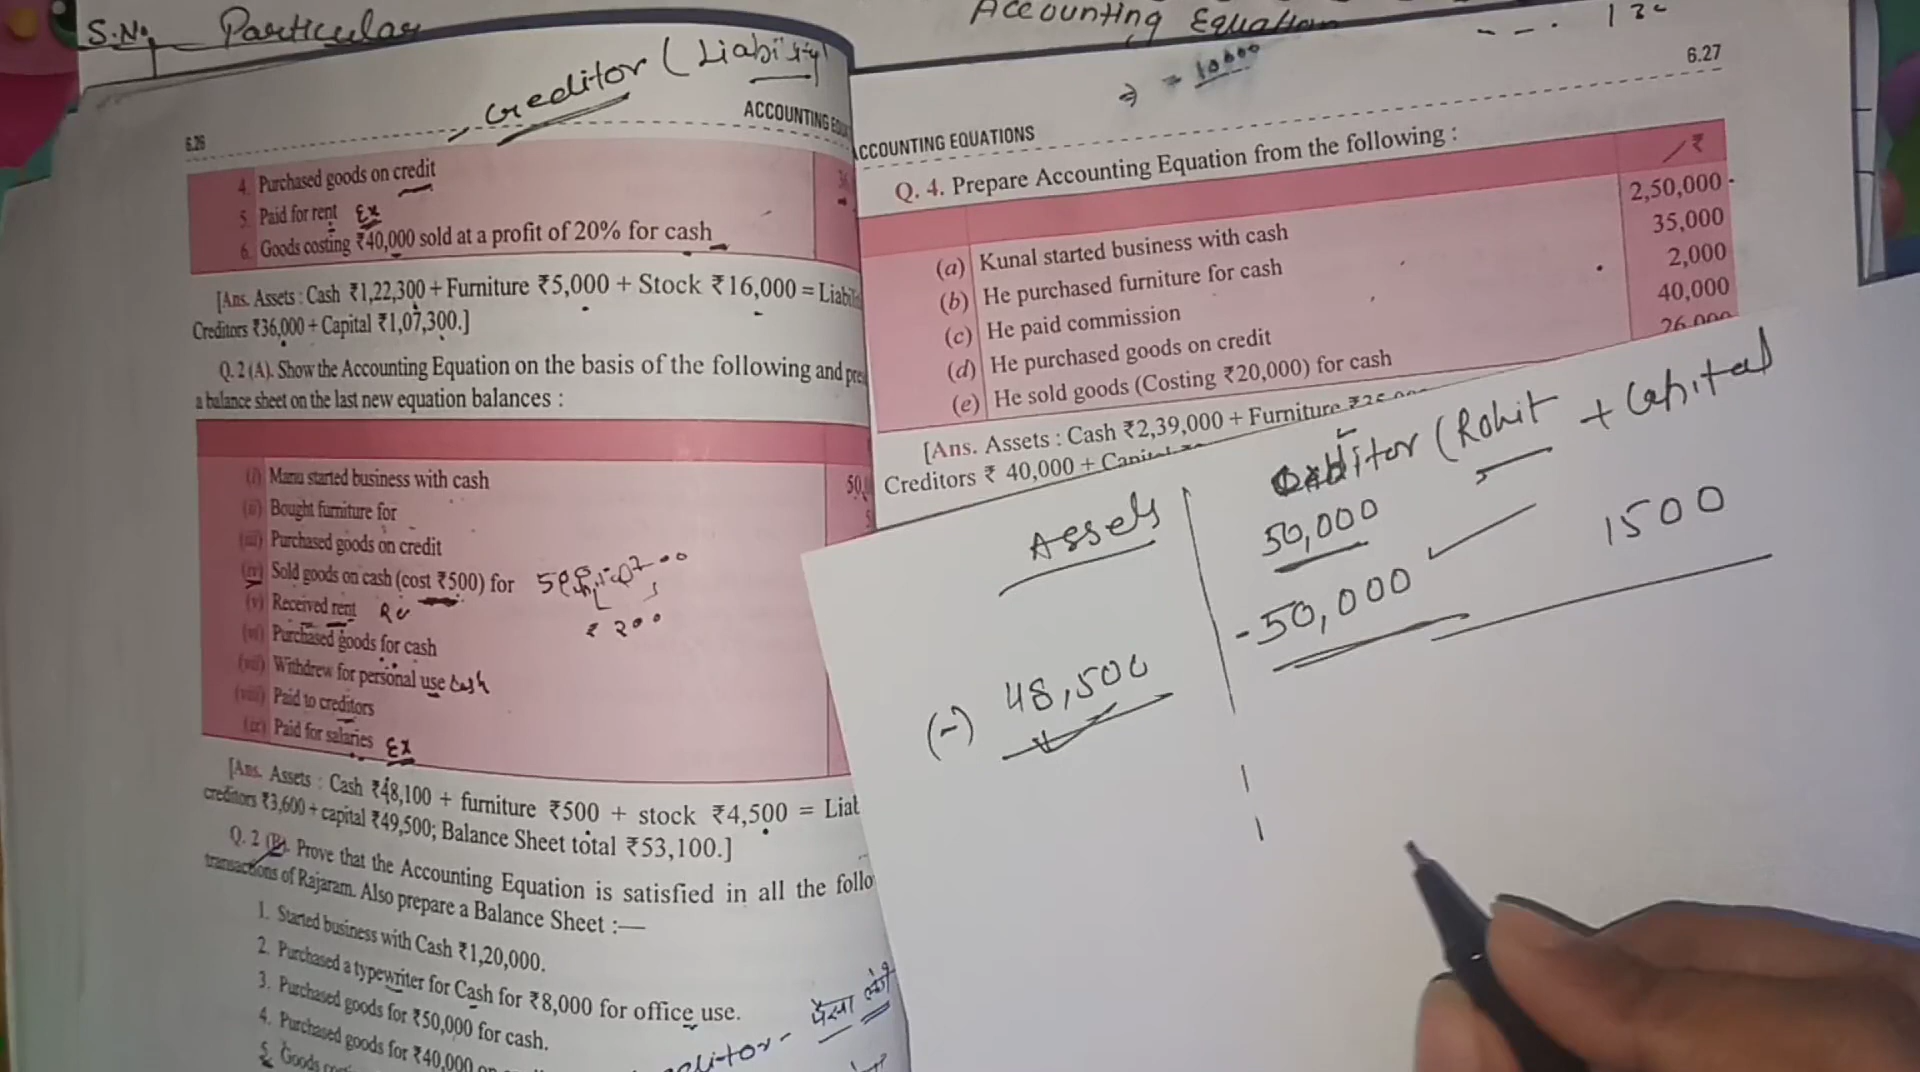 S.No Particular
Accounting Equation
Creditor (Liability)
⇒ = 10000
6.26
6.27
ACCOUNTING
ACCOUNTING EQUATIONS
4. Purchased goods on credit
5. Paid for rent Ex
6. Goods costing ₹40,000 sold at a profit of 20% for cash
[Ans. Assets : Cash ₹1,22,300 + Furniture ₹5,000 + Stock ₹16,000 =
Creditors ₹36,000 + Capital ₹1,07,300.]
Q. 2 (A). Show the Accounting Equation on the basis of the following and
a balance sheet on the last new equation balances :
50,
(i) Manu started business with cash
(ii) Bought furniture for
(iii) Purchased goods on credit
(iv) Sold goods on cash (cost ₹500) for
₹ 200
(v) Received rent
(vi) Purchased goods for cash
(vii) Withdrew for personal use Cash
(viii) Paid to creditors
(ix) Paid for salaries Ex
[Ans. Assets : Cash ₹48,100 + furniture ₹500 + stock ₹4,500 =
creditors ₹3,600 + capital ₹49,500; Balance Sheet total ₹53,100.]
Q. 2 (B). Prove that the Accounting Equation is satisfied in all the
transactions of Rajaram. Also prepare a Balance Sheet :—
1. Started business with Cash ₹1,20,000.
2. Purchased a typewriter for Cash for ₹8,000 for office use.
3. Purchased goods for ₹50,000 for cash.
4. Purchased goods for ₹40,000 on
5. Goods
Q. 4. Prepare Accounting Equation from the following :
₹
(a) Kunal started business with cash 2,50,000
(b) He purchased furniture for cash 35,000
(c) He paid commission 2,000
(d) He purchased goods on credit 40,000
(e) He sold goods (Costing ₹20,000) for cash 26,000
[Ans. Assets : Cash ₹2,39,000 + Furniture
Creditors ₹ 40,000 +
Assets
(Rohit + Capital
50,000
1500
-50,000
(-) 48,500